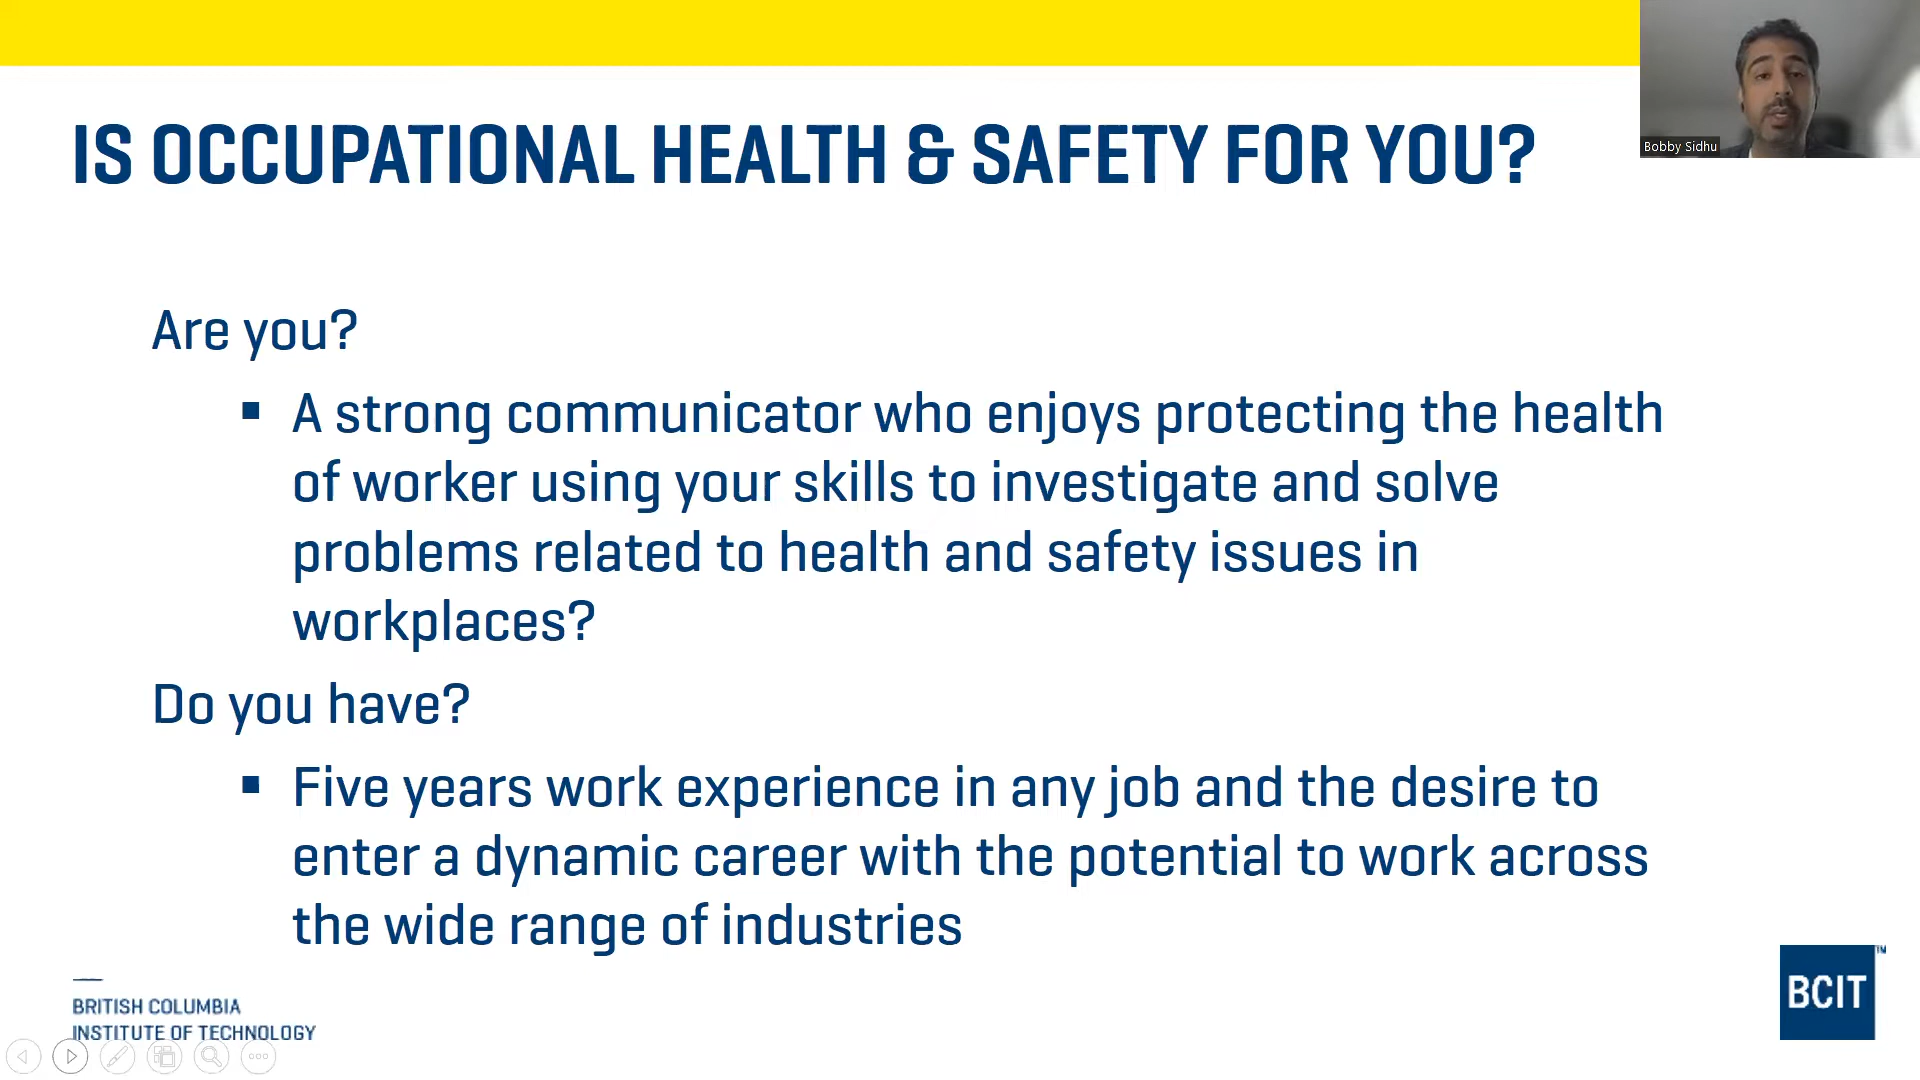 Bobby Sidhu
IS OCCUPATIONAL HEALTH & SAFETY FOR YOU?
Are you?
▪ A strong communicator who enjoys protecting the health
of worker using your skills to investigate and solve
problems related to health and safety issues in
workplaces?
Do you have?
▪ Five years work experience in any job and the desire to
enter a dynamic career with the potential to work across
the wide range of industries
BRITISH COLUMBIA
INSTITUTE OF TECHNOLOGY
BCIT™